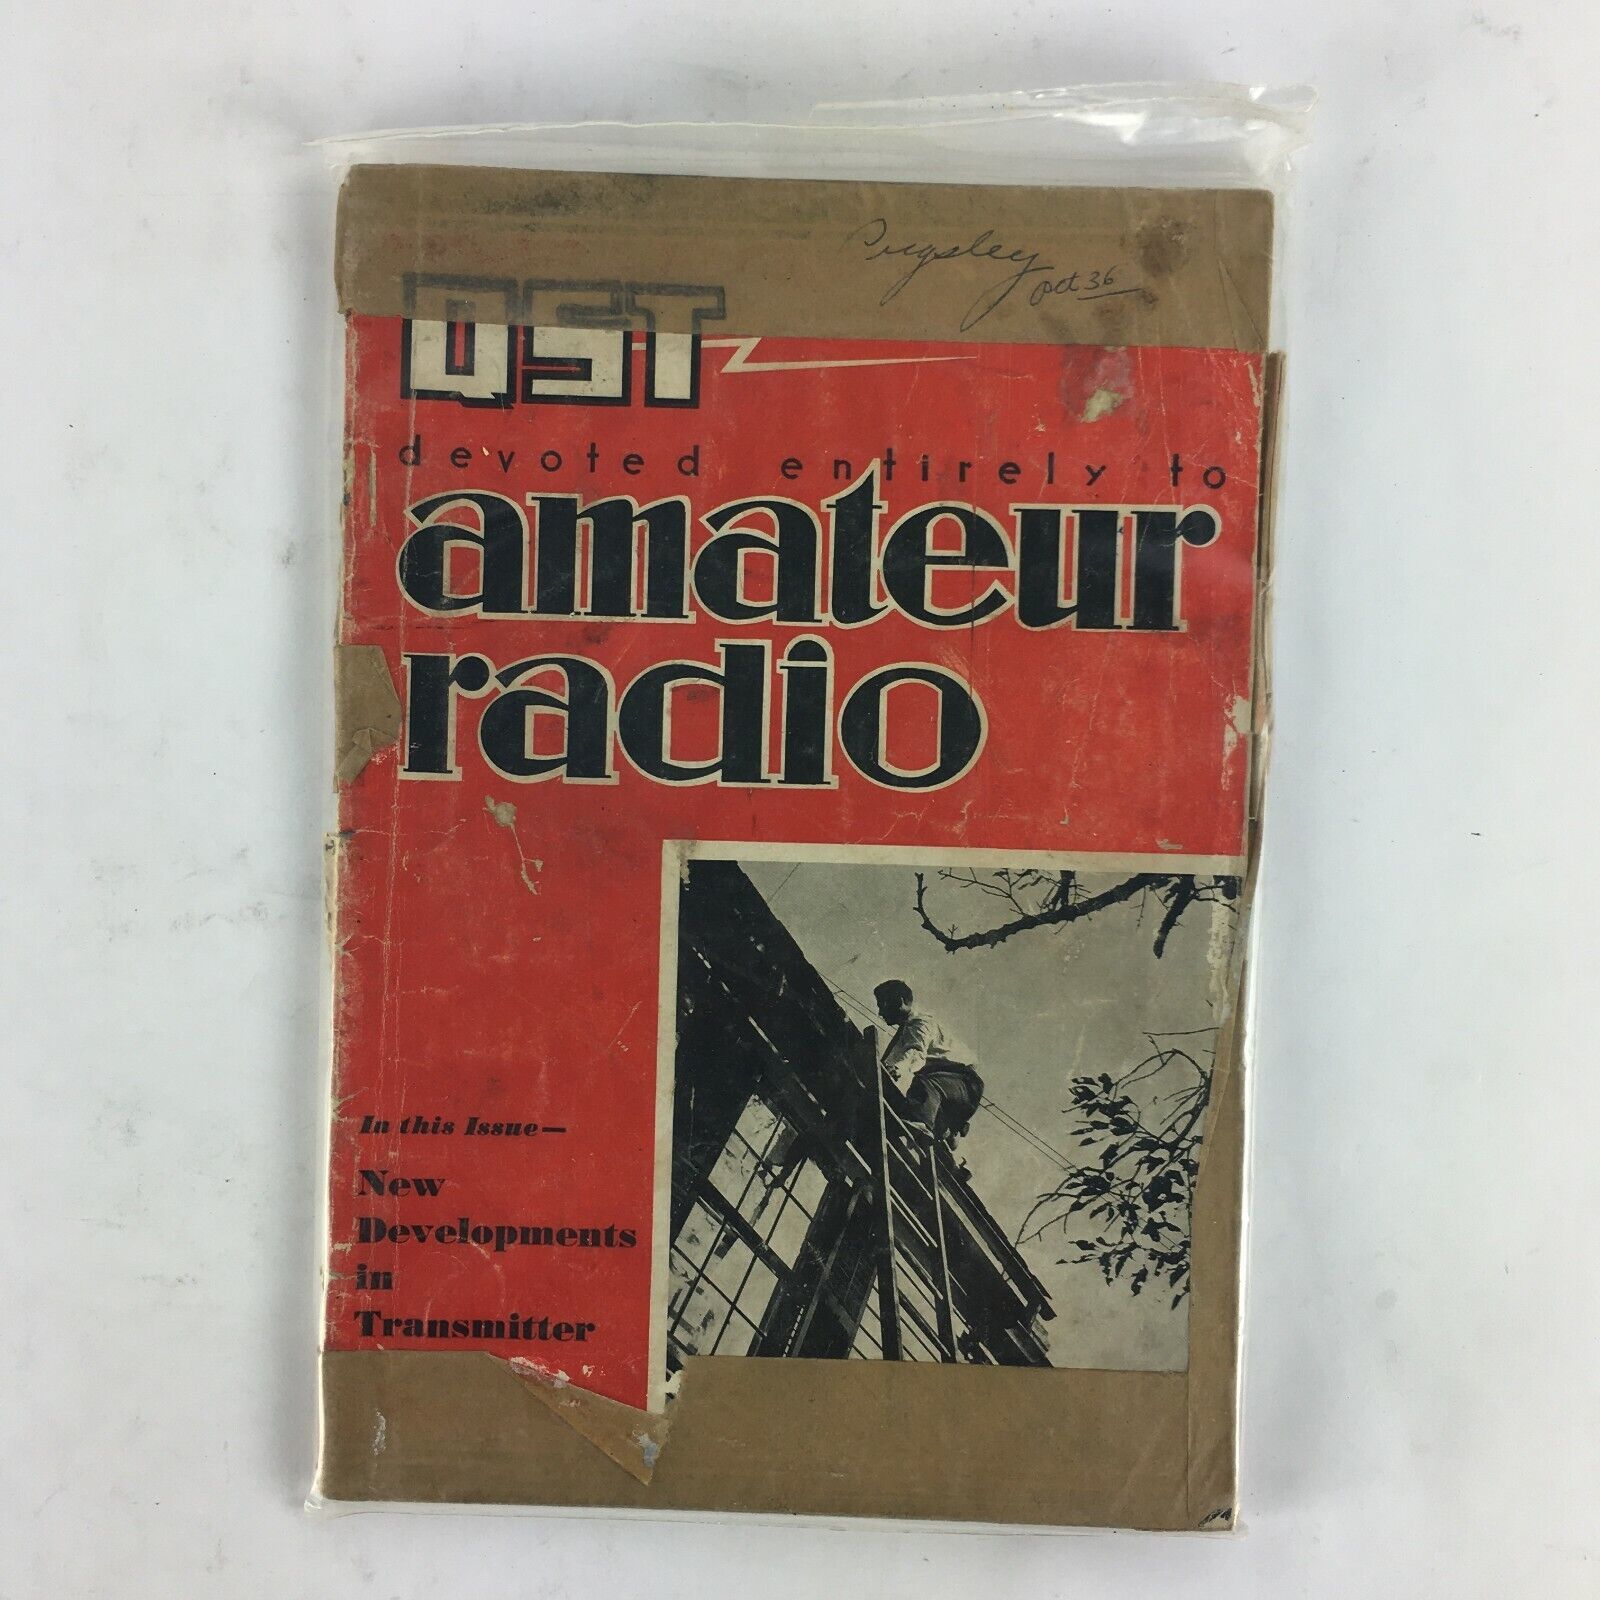 Pugsley
Oct 36
QST
devoted entirely to
amateur
radio
In this Issue—
New
Developments
in
Transmitter